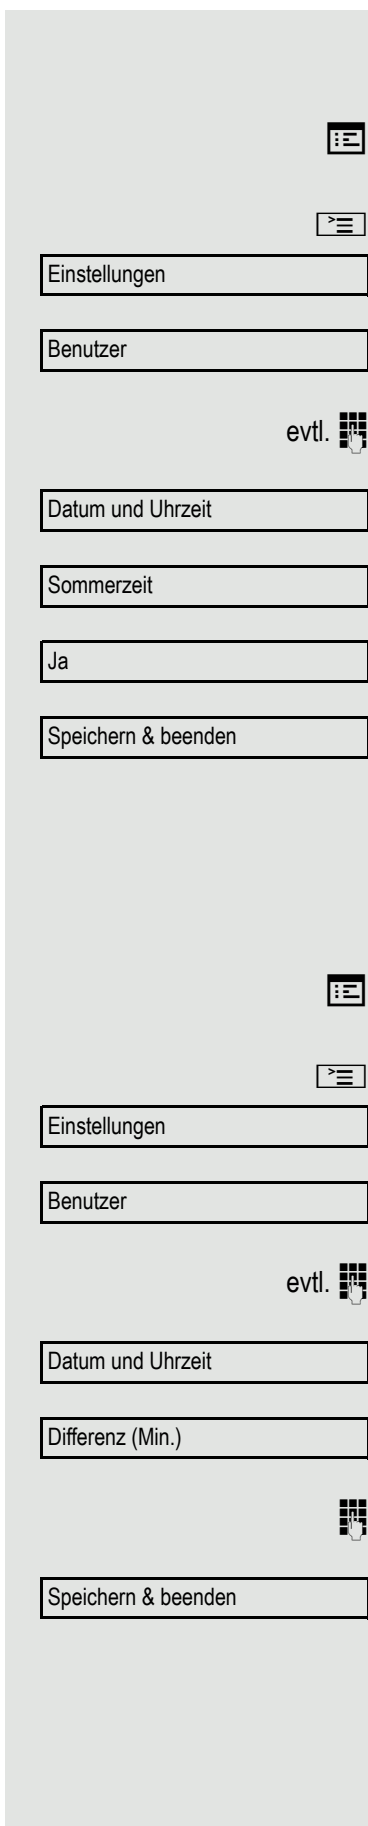 Einstellungen
Benutzer
evtl.
Datum und Uhrzeit
Sommerzeit
Ja
Speichern & beenden
Einstellungen
Benutzer
evtl.
Datum und Uhrzeit
Differenz (Min.)
Speichern & beenden